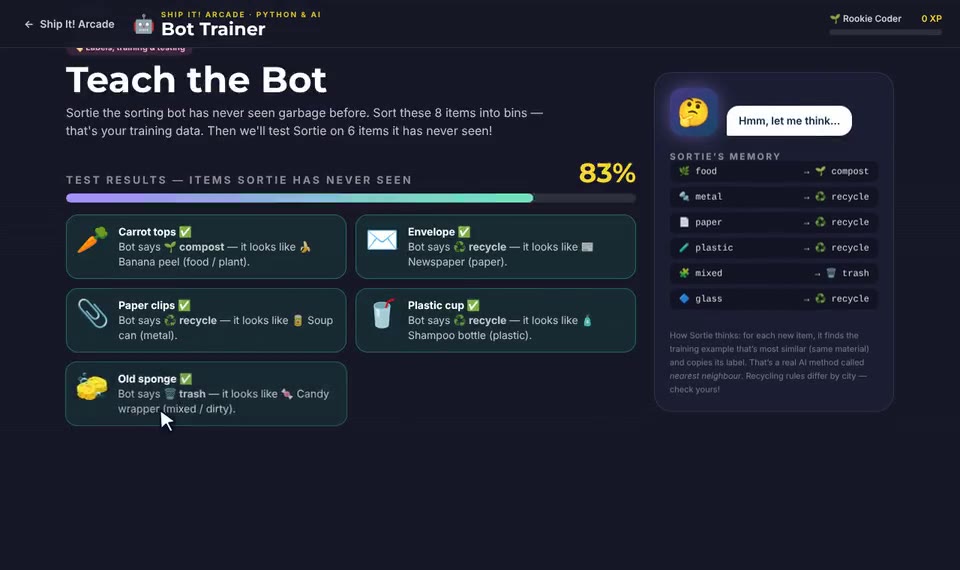 ← Ship It! Arcade
SHIP IT! ARCADE · PYTHON & AI
Bot Trainer
Rookie Coder
0 XP
Labels, training & testing
Teach the Bot
Sortie the sorting bot has never seen garbage before. Sort these 8 items into bins —
that's your training data. Then we'll test Sortie on 6 items it has never seen!
TEST RESULTS — ITEMS SORTIE HAS NEVER SEEN
83%
Carrot tops ✅
Bot says 🌱 compost — it looks like 🍌
Banana peel (food / plant).
Envelope ✅
Bot says ♻️ recycle — it looks like 📰
Newspaper (paper).
Paper clips ✅
Bot says ♻️ recycle — it looks like 🥫 Soup
can (metal).
Plastic cup ✅
Bot says ♻️ recycle — it looks like 🧴
Shampoo bottle (plastic).
Old sponge ✅
Bot says 🗑️ trash — it looks like 🍬 Candy
wrapper (mixed / dirty).
Hmm, let me think...
SORTIE'S MEMORY
food → 🌱 compost
metal → ♻️ recycle
paper → ♻️ recycle
plastic → ♻️ recycle
mixed → 🗑️ trash
glass → ♻️ recycle
How Sortie thinks: for each new item, it finds the
training example that's most similar (same material)
and copies its label. That's a real AI method called
nearest neighbour. Recycling rules differ by city —
check yours!